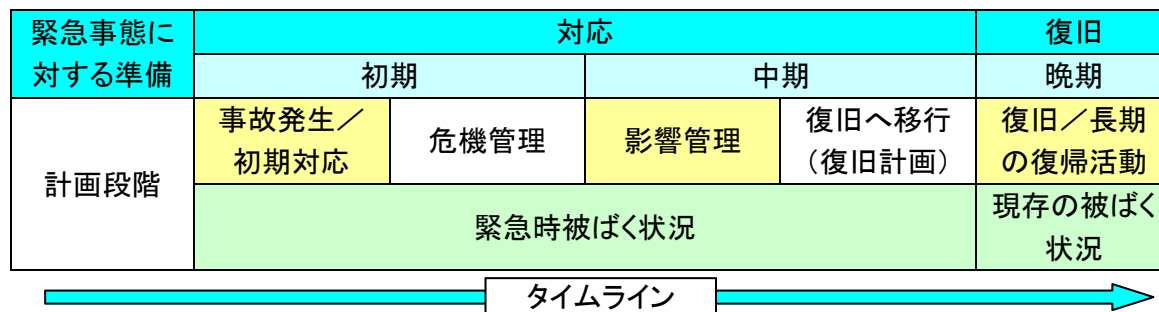 緊急事態に
対する準備
対応
復旧
初期
中期
晩期
計画段階
事故発生／
初期対応
危機管理
影響管理
復旧へ移行
（復旧計画）
復旧／長期
の復帰活動
緊急時被ばく状況
現存の被ばく
状況
タイムライン